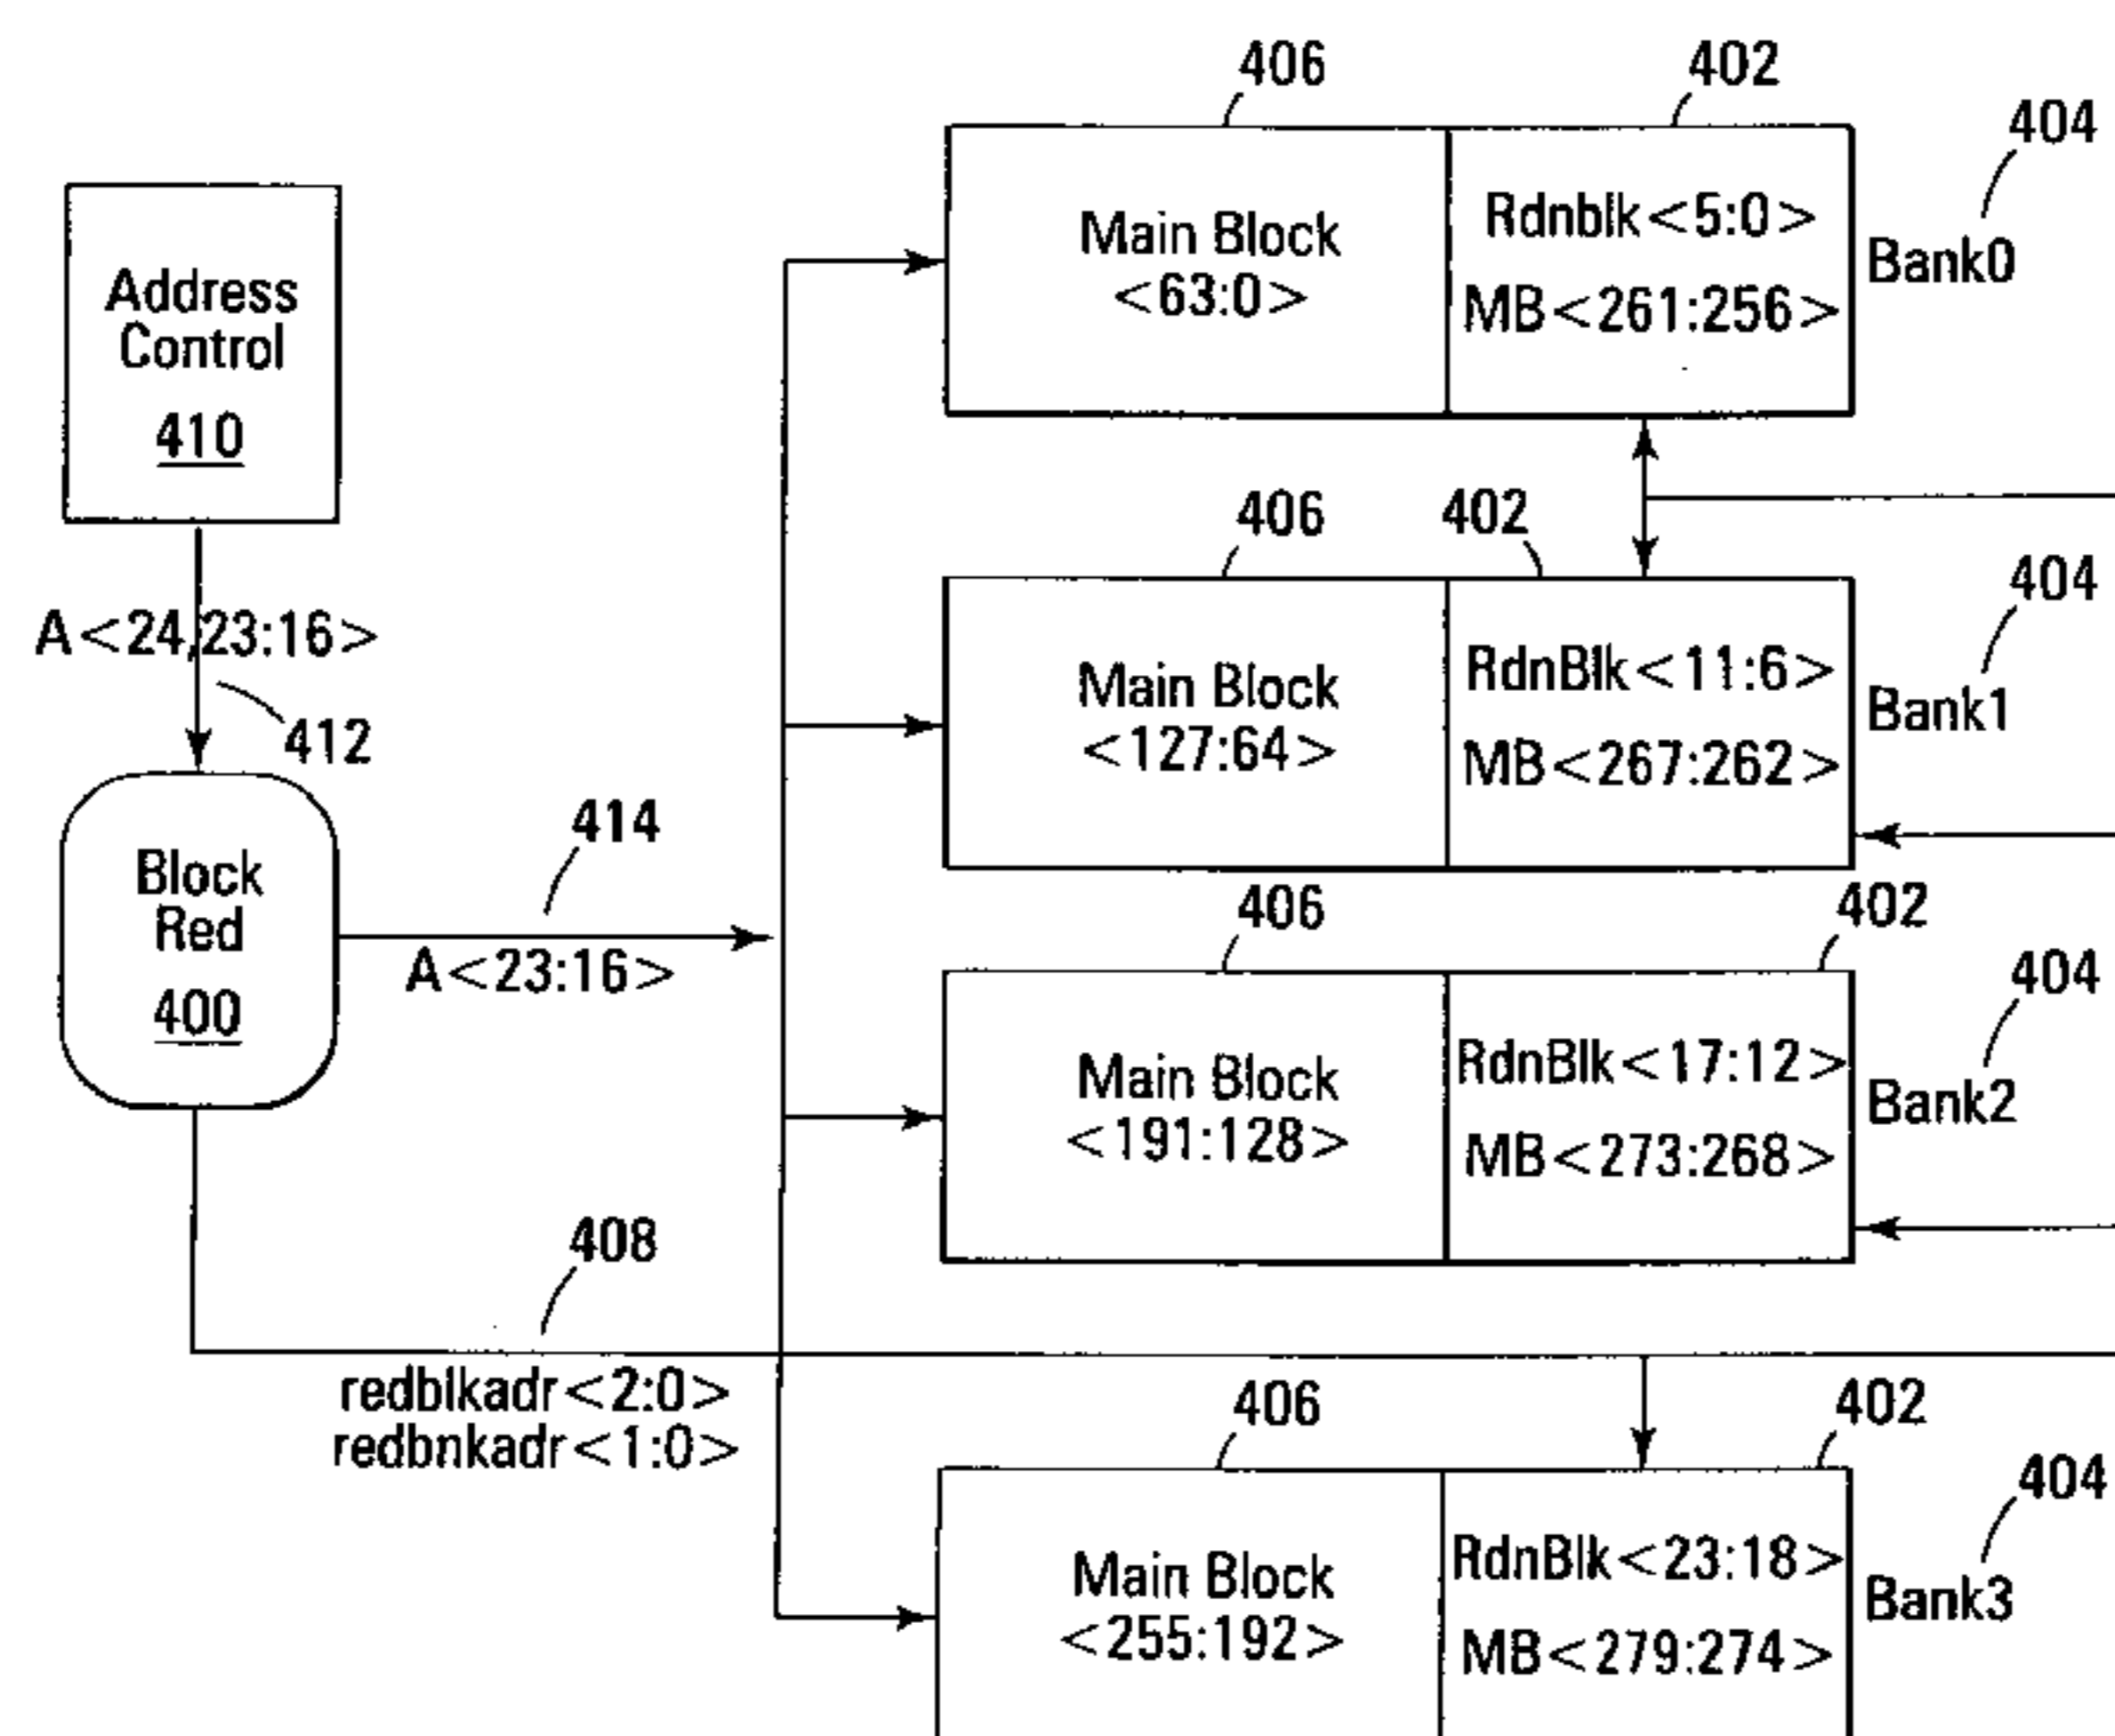 406
402
404
Main Block
<63:0>
Rdnblk<5:0>
MB<261:256>
Bank0
Address
Control
410
A<24,23:16>
412
406
402
404
Main Block
<127:64>
RdnBlk<11:6>
MB<267:262>
Bank1
Block
Red
400
414
A<23:16>
406
402
404
Main Block
<191:128>
RdnBlk<17:12>
MB<273:268>
Bank2
408
redblkadr<2:0>
redbnkadr<1:0>
406
402
404
Main Block
<255:192>
RdnBlk<23:18>
MB<279:274>
Bank3